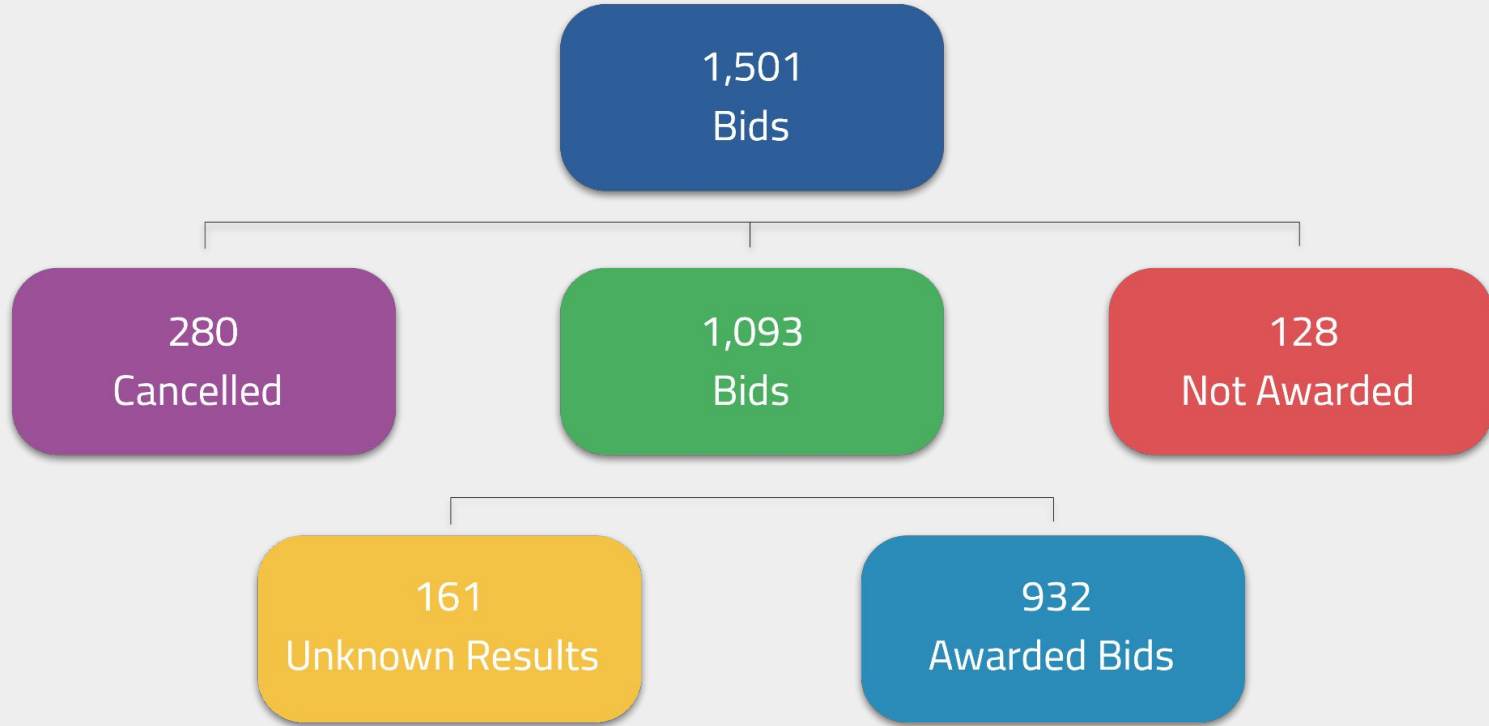 1,501
Bids
280
Cancelled
1,093
Bids
128
Not Awarded
161
Unknown Results
932
Awarded Bids